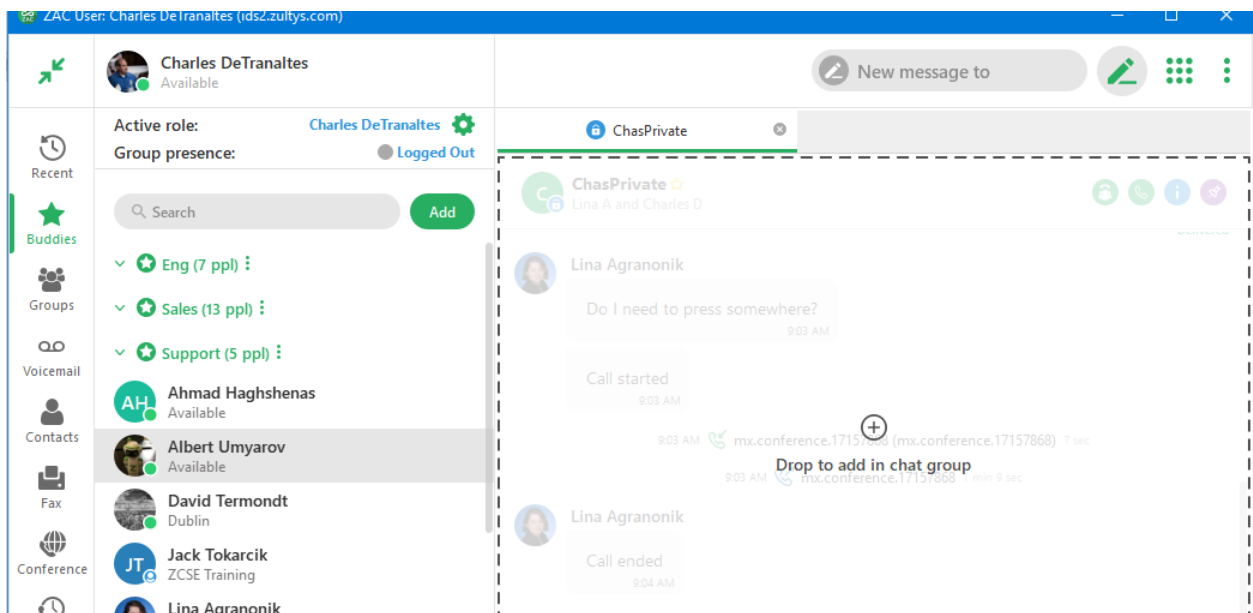 ZAC User: Charles DeTranaltes (ids2.zultys.com)
ZAC
Charles DeTranaltes
Available
New message to
Active role: Charles DeTranaltes
Group presence: Logged Out
Search
Add
Recent
Buddies
Groups
Voicemail
Contacts
Fax
Conference
Eng (7 ppl)
Sales (13 ppl)
Support (5 ppl)
AH
Ahmad Haghshenas
Available
Albert Umyarov
Available
David Termondt
Dublin
JT
Jack Tokarcik
ZCSE Training
Lina Agranonik
ChasPrivate
C
ChasPrivate
Lina A and Charles D
Delivered
Lina Agranonik
Do I need to press somewhere?
9:03 AM
Call started
9:03 AM
9:03 AM mx.conference.17157868 (mx.conference.17157868) 7 sec
Drop to add in chat group
9:03 AM mx.conference.17157868 1 min 9 sec
Lina Agranonik
Call ended
9:04 AM